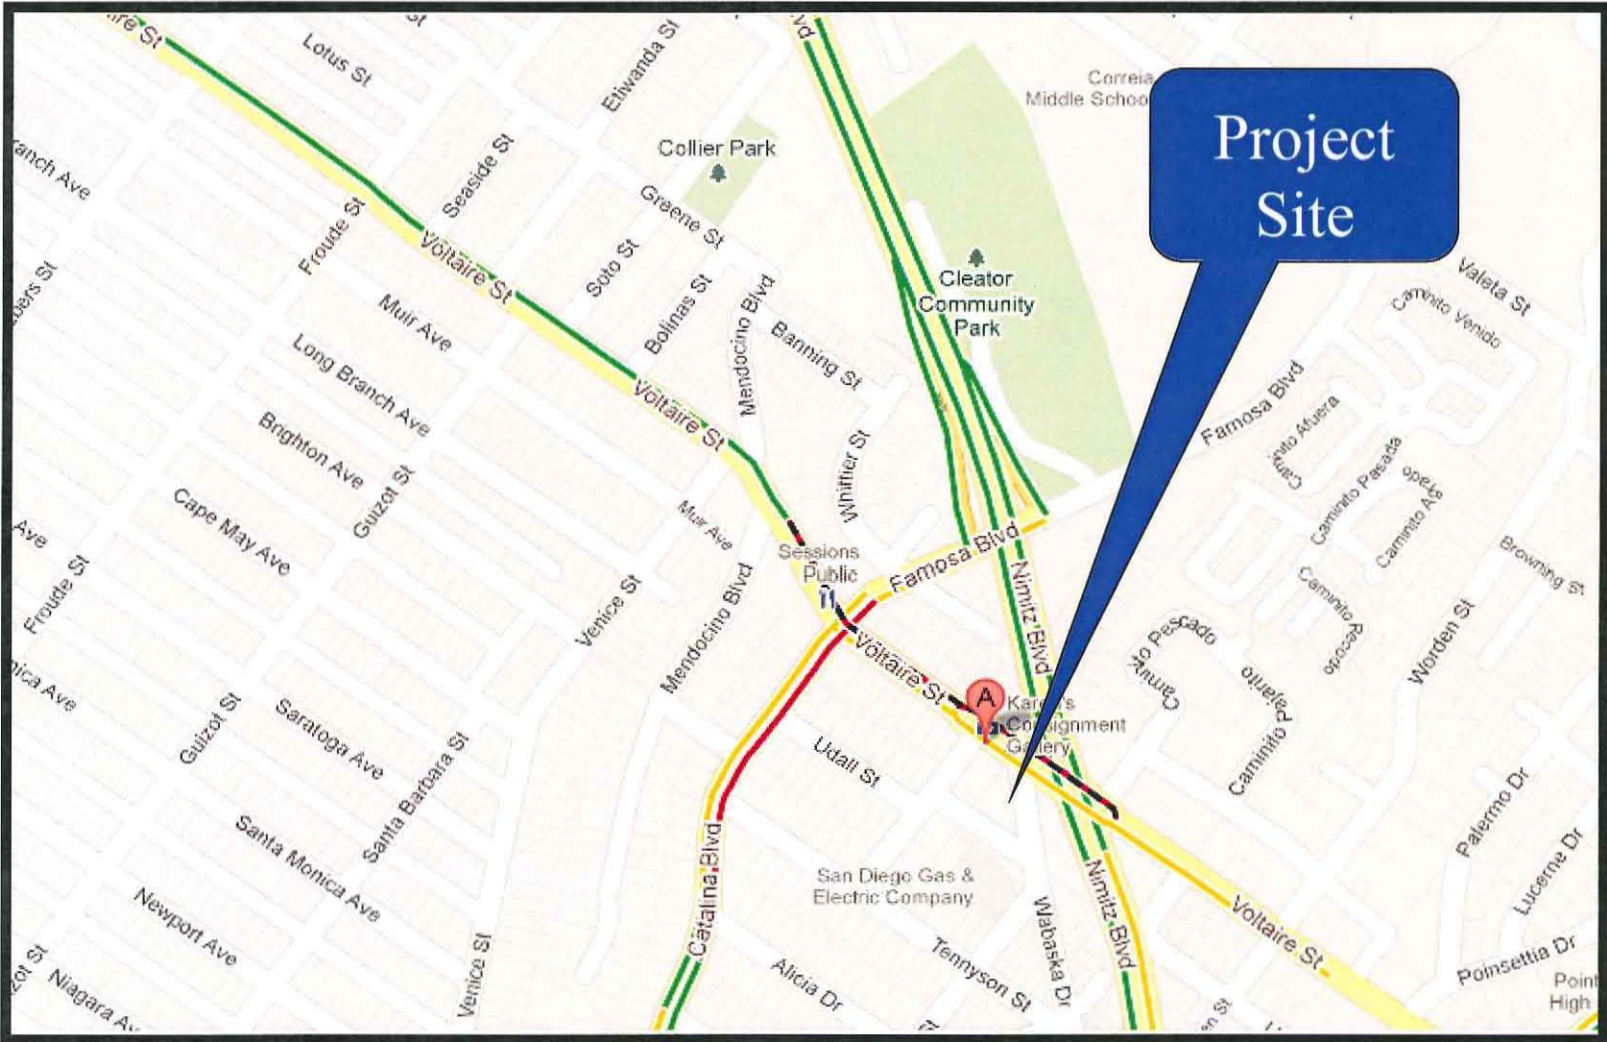 Lotus St
Etiwanda St
Correia
Middle Schoo
Project
Site
Collier Park
Seaside St
Greene St
Froude St
Voltaire St
Soto St
Cleator
Community
Park
Valeta St
Caminito Venido
Muir Ave
Bolinas St
Mendocino Blvd
Banning St
Long Branch Ave
Voltaire St
Famosa Blvd
Brighton Ave
Caminito Afuera
Guizot St
Whittier St
Caminito Pasada
Cape May Ave
Muir Ave
Sessions
Public
Famosa Blvd
Browning St
Froude St
Venice St
Mendocino Blvd
Nimitz Blvd
Caminito Recodo
Worden St
Caminito Pescado
Voltaire St
A
Karen's
Consignment
Gallery
Guizot St
Saratoga Ave
Santa Barbara St
Udall St
Caminito Pajarito
Palermo Dr
Santa Monica Ave
Catalina Blvd
San Diego Gas &
Electric Company
Nimitz Blvd
Lucerne Dr
Newport Ave
Wabaska Dr
Voltaire St
Venice St
Alicia Dr
Tennyson St
Poinsettia Dr
Point
High
Niagara Av